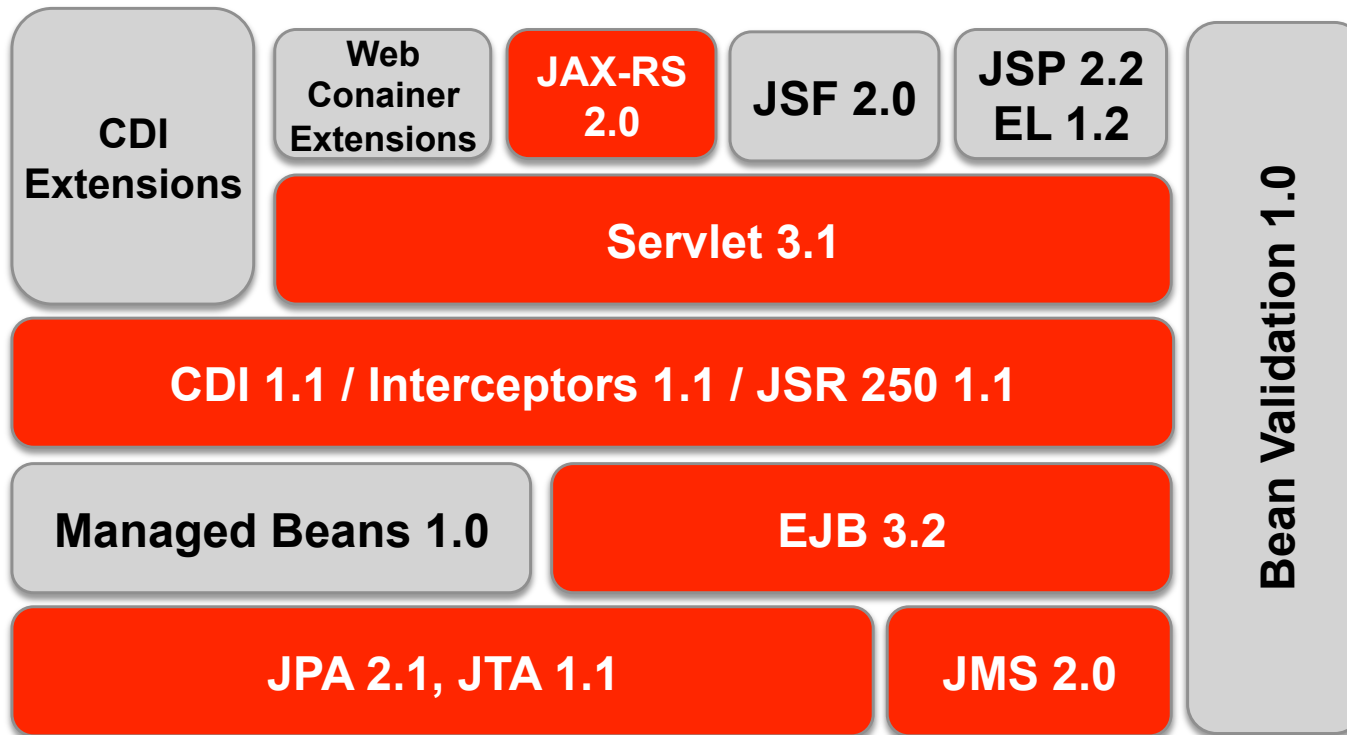 CDI
Extensions
Web
Conainer
Extensions
JAX-RS
2.0
JSF 2.0
JSP 2.2
EL 1.2
Servlet 3.1
CDI 1.1 / Interceptors 1.1 / JSR 250 1.1
Managed Beans 1.0
EJB 3.2
JPA 2.1, JTA 1.1
JMS 2.0
Bean Validation 1.0